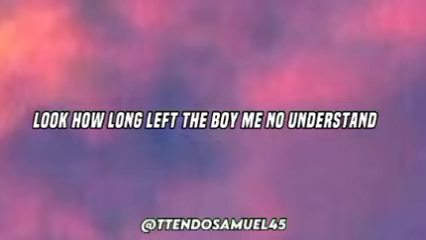 LOOK HOW LONG LEFT THE BOY ME NO UNDERSTAND
@TTENDOSAMUEL45